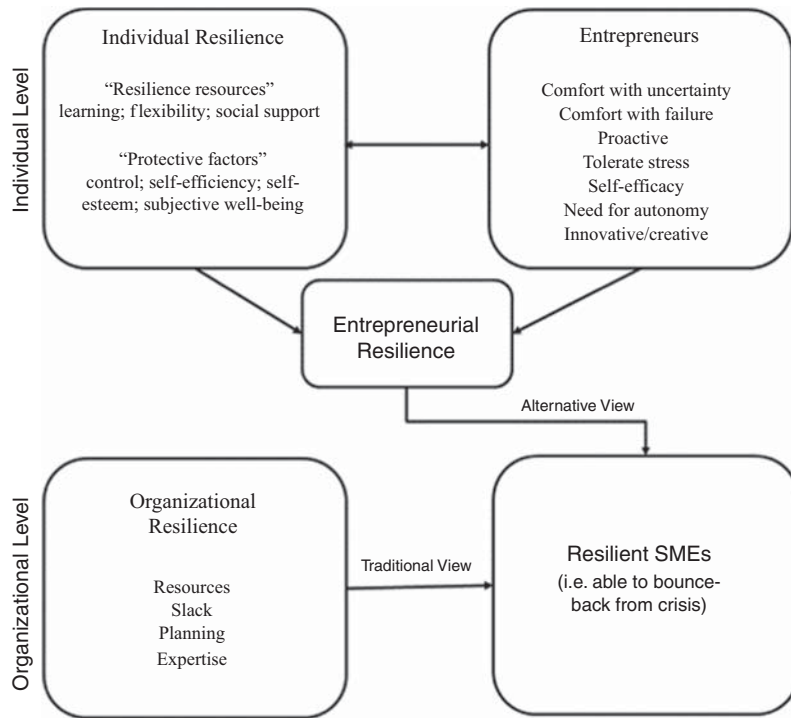 Individual Level
Individual Resilience
“Resilience resources”
learning; flexibility; social support
“Protective factors”
control; self-efficiency; self-
esteem; subjective well-being
Entrepreneurs
Comfort with uncertainty
Comfort with failure
Proactive
Tolerate stress
Self-efficacy
Need for autonomy
Innovative/creative
Entrepreneurial
Resilience
Alternative View
Organizational Level
Organizational
Resilience
Resources
Slack
Planning
Expertise
Traditional View
Resilient SMEs
(i.e. able to bounce-
back from crisis)